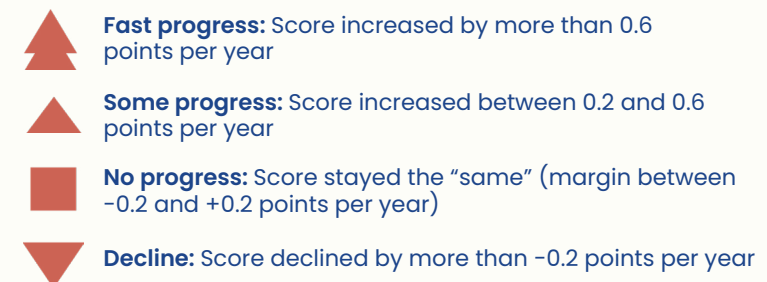 Fast progress: Score increased by more than 0.6
points per year
Some progress: Score increased between 0.2 and 0.6
points per year
No progress: Score stayed the “same” (margin between
-0.2 and +0.2 points per year)
Decline: Score declined by more than -0.2 points per year